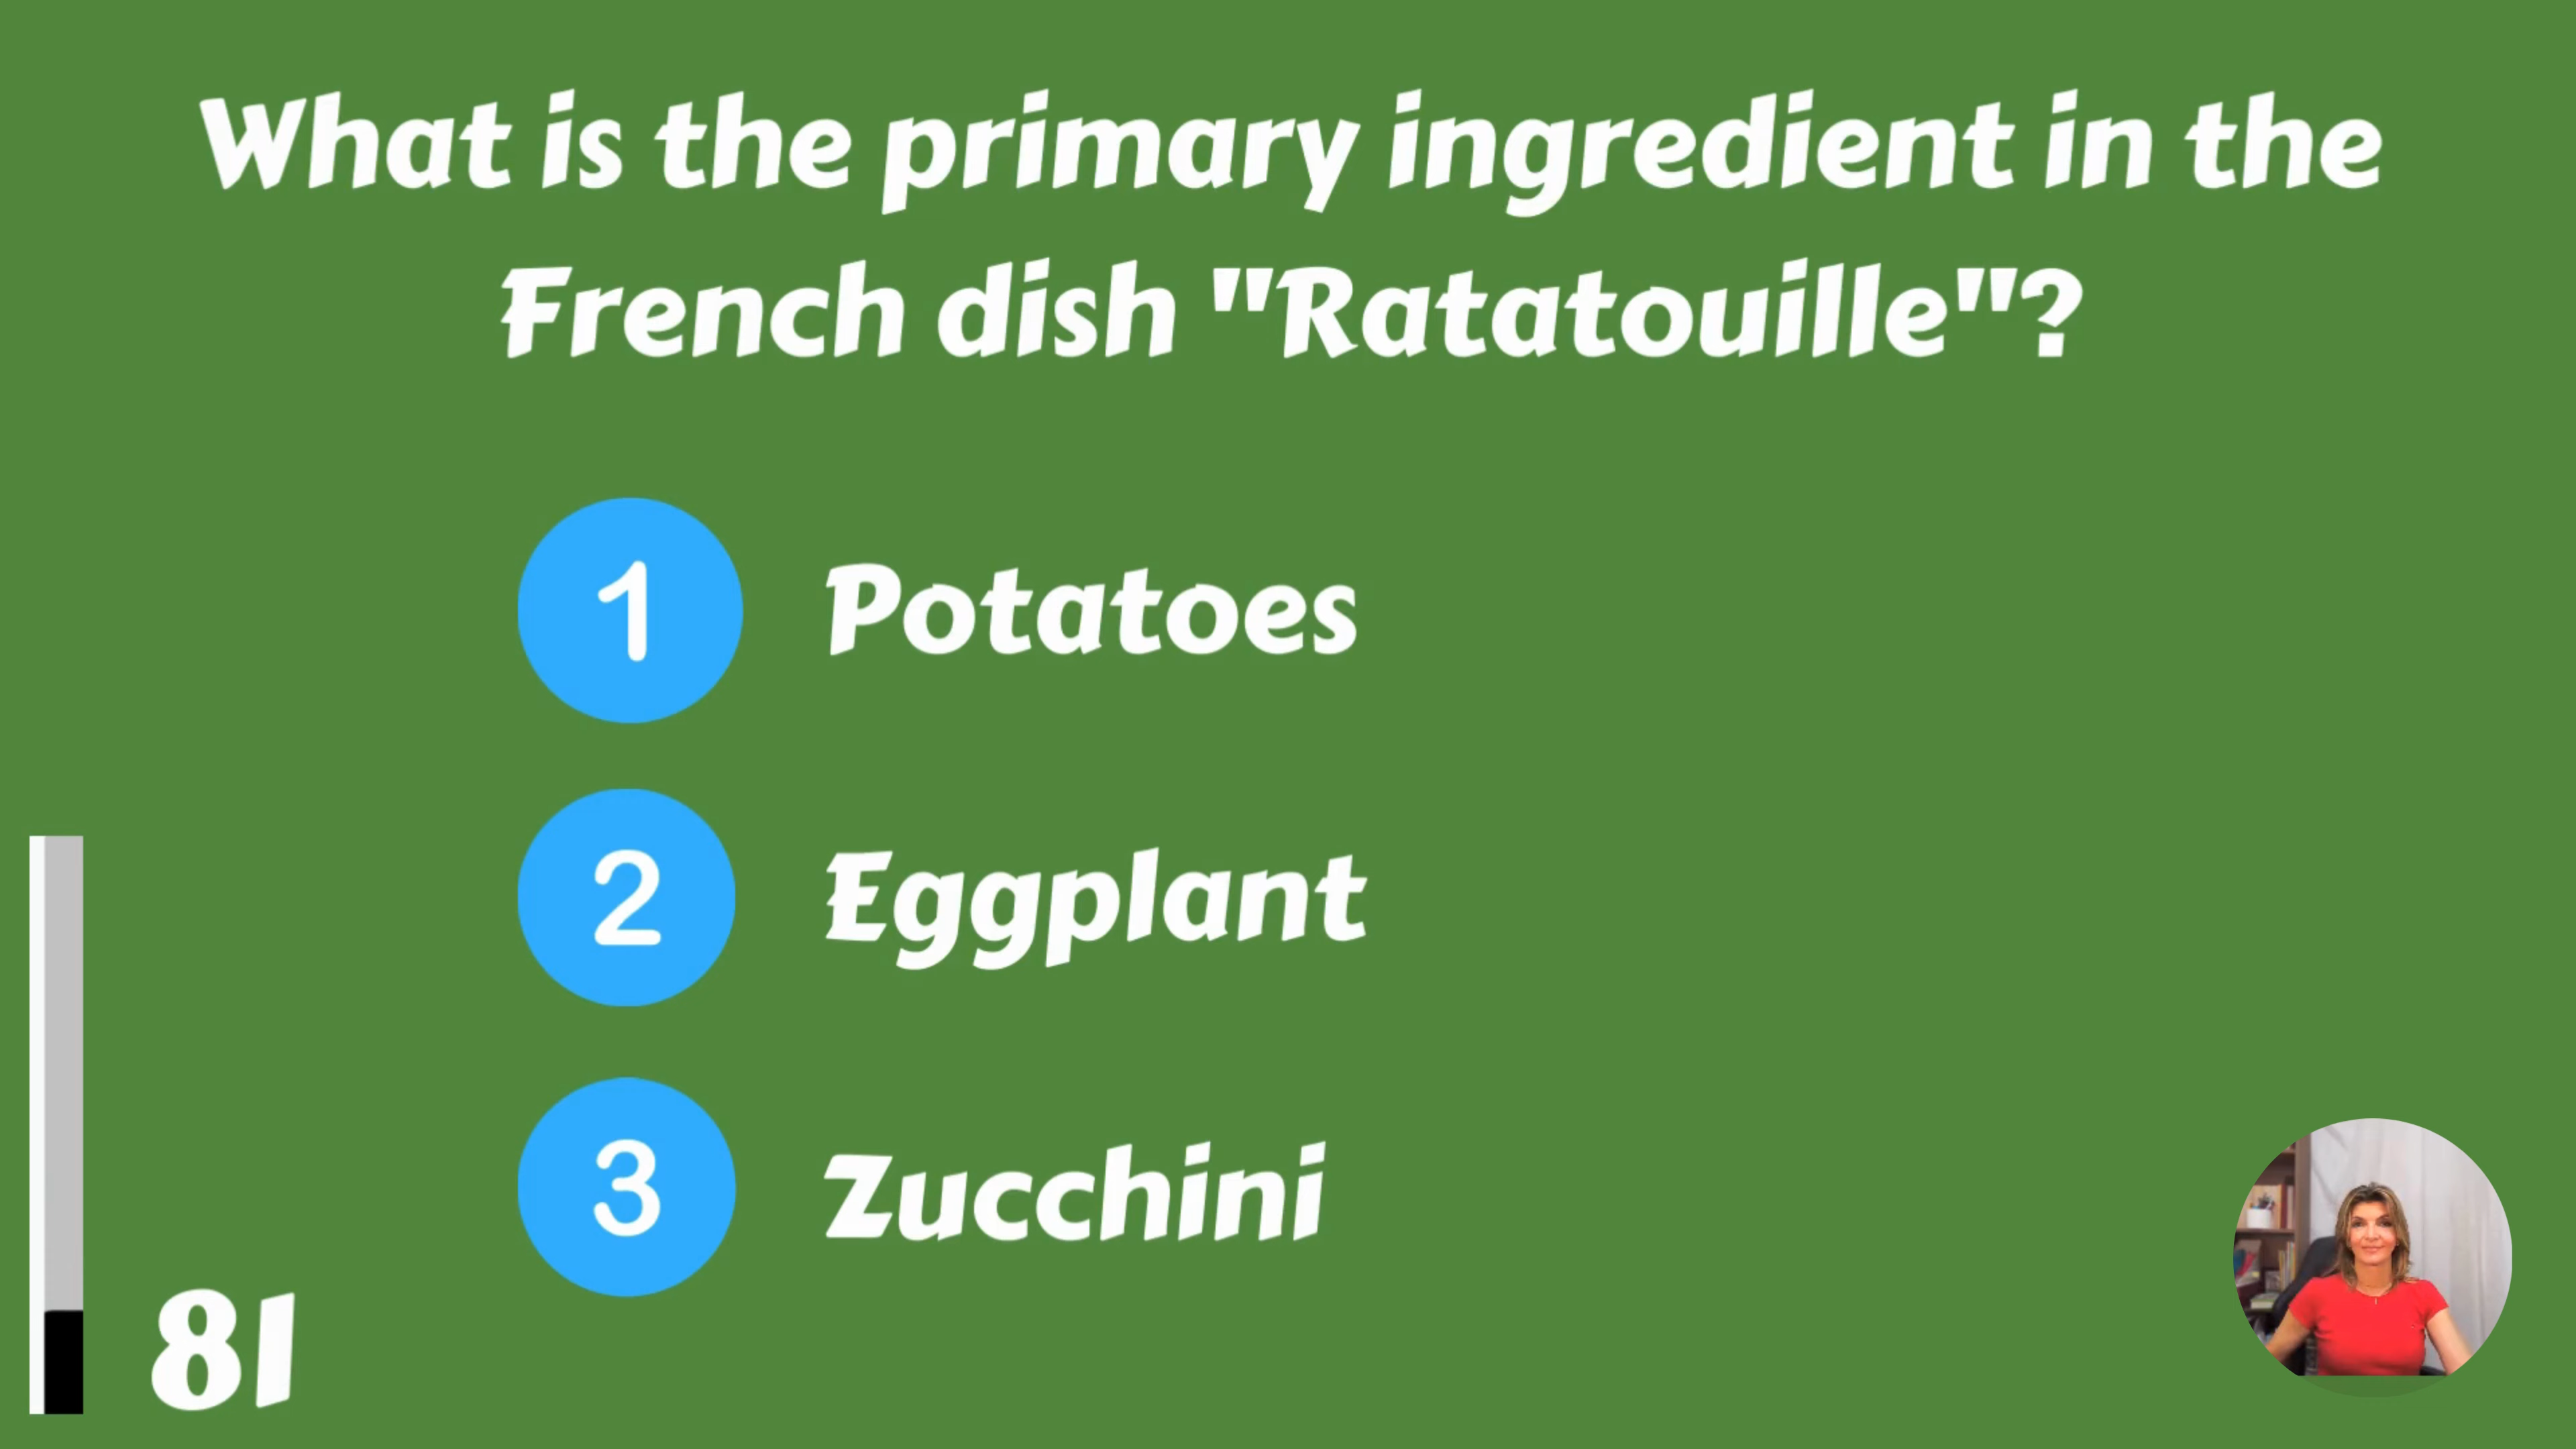 What is the primary ingredient in the
French dish "Ratatouille"?
1 Potatoes
2 Eggplant
3 Zucchini
81